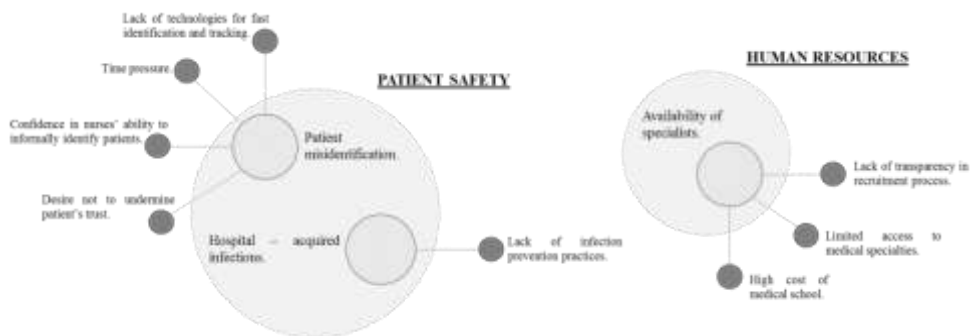 Lack of technologies for fast
identification and tracking.
Time pressure.
PATIENT SAFETY
Confidence in nurses' ability to
informally identify patients.
Patient
misidentification.
Desire not to undermine
patient's trust.
Hospital – acquired
infections.
Lack of infection
prevention practices.
HUMAN RESOURCES
Availability of
specialists.
Lack of transparency in
recruitment process.
Limited access to
medical specialties.
High cost of
medical school.